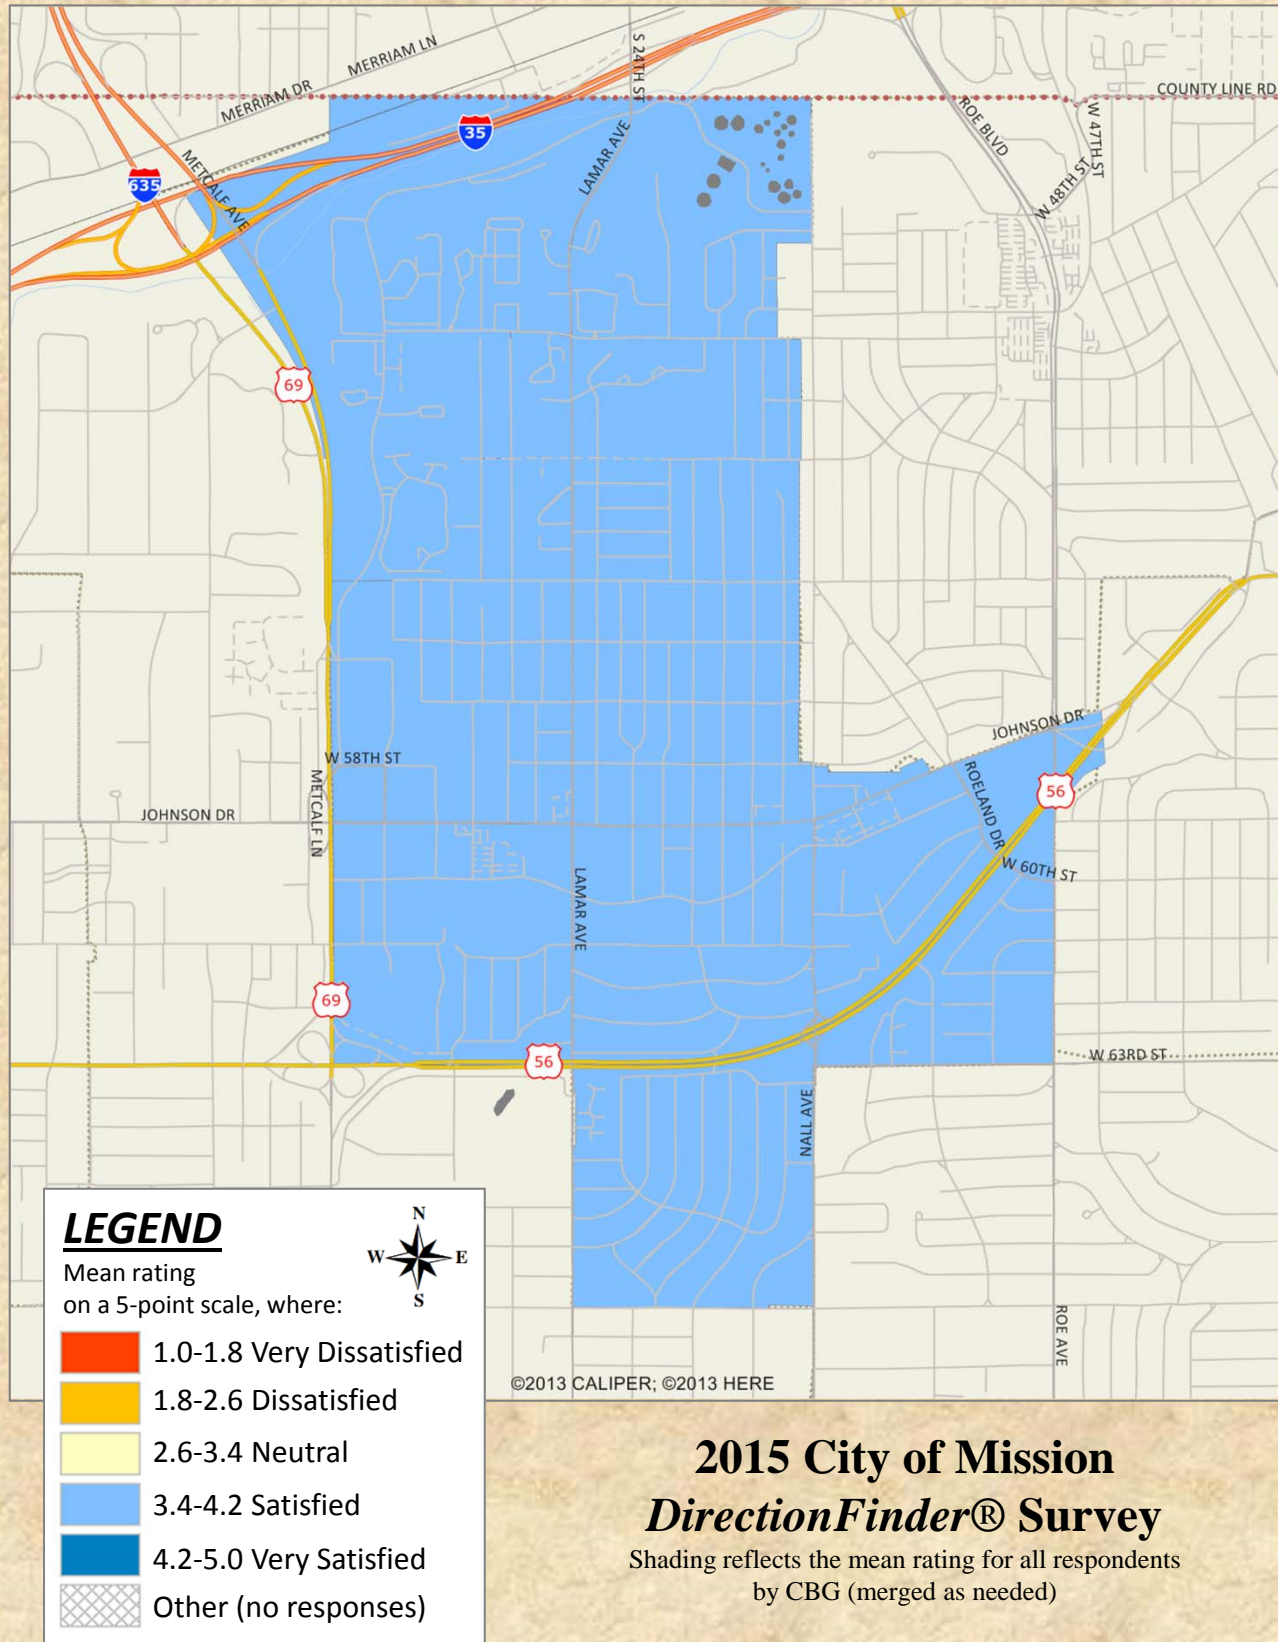 MERRIAM LN
S 24TH ST
MERRIAM DR
COUNTY LINE RD
ROE BLVD
W 47TH ST
35
LAMAR AVE
METCALF AVE
635
W 48TH ST
69
JOHNSON DR
W 58TH ST
ROELAND DR
56
METCALF LN
JOHNSON DR
W 60TH ST
LAMAR AVE
69
56
W 63RD ST
NALL AVE
ROE AVE
©2013 CALIPER; ©2013 HERE
LEGEND
N
W E
S
Mean rating
on a 5-point scale, where:
1.0-1.8 Very Dissatisfied
1.8-2.6 Dissatisfied
2.6-3.4 Neutral
3.4-4.2 Satisfied
4.2-5.0 Very Satisfied
Other (no responses)
2015 City of Mission
DirectionFinder® Survey
Shading reflects the mean rating for all respondents
by CBG (merged as needed)